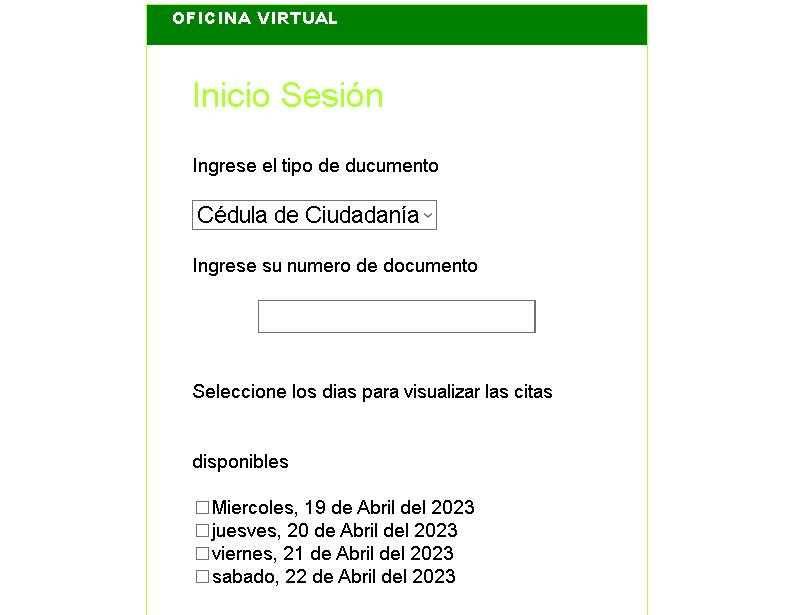 OFICINA VIRTUAL
Inicio Sesión
Ingrese el tipo de ducumento
Cédula de Ciudadanía
Ingrese su numero de documento
Seleccione los dias para visualizar las citas
disponibles
Miercoles, 19 de Abril del 2023
juesves, 20 de Abril del 2023
viernes, 21 de Abril del 2023
sabado, 22 de Abril del 2023